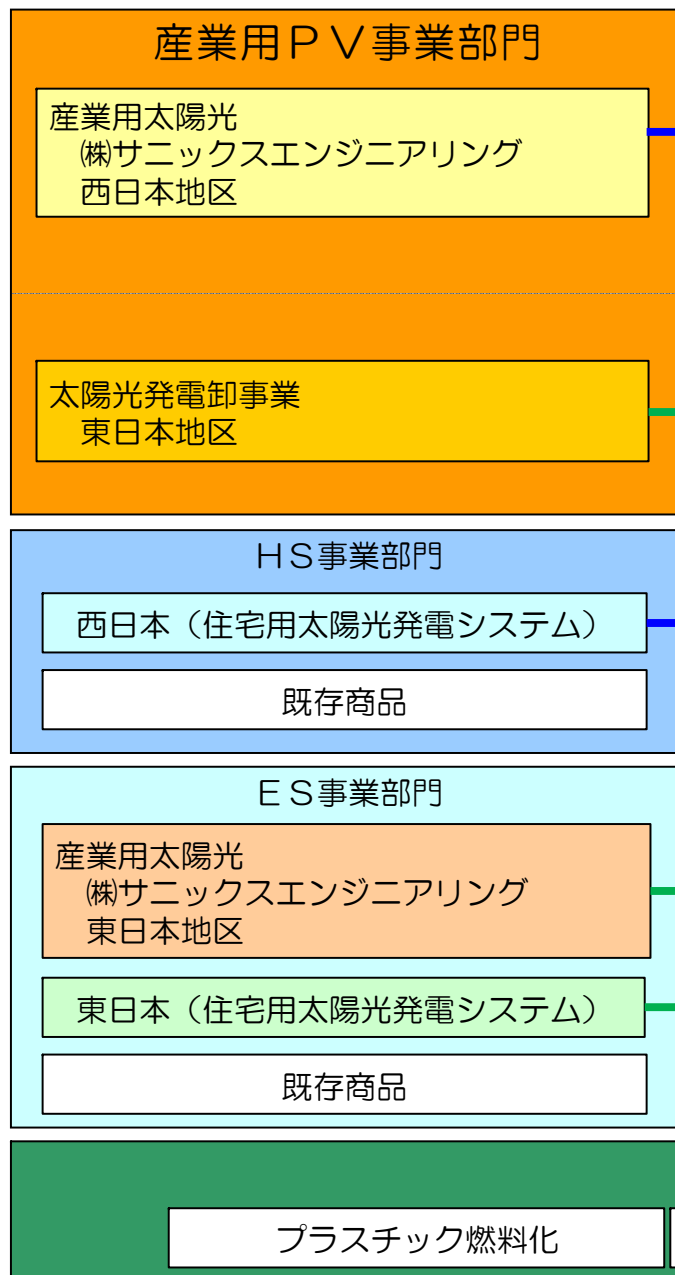 産業用ＰＶ事業部門
産業用太陽光
㈱サニックスエンジニアリング
西日本地区
太陽光発電卸事業
東日本地区
ＨＳ事業部門
西日本（住宅用太陽光発電システム）
既存商品
ＥＳ事業部門
産業用太陽光
㈱サニックスエンジニアリング
東日本地区
東日本（住宅用太陽光発電システム）
既存商品
プラスチック燃料化